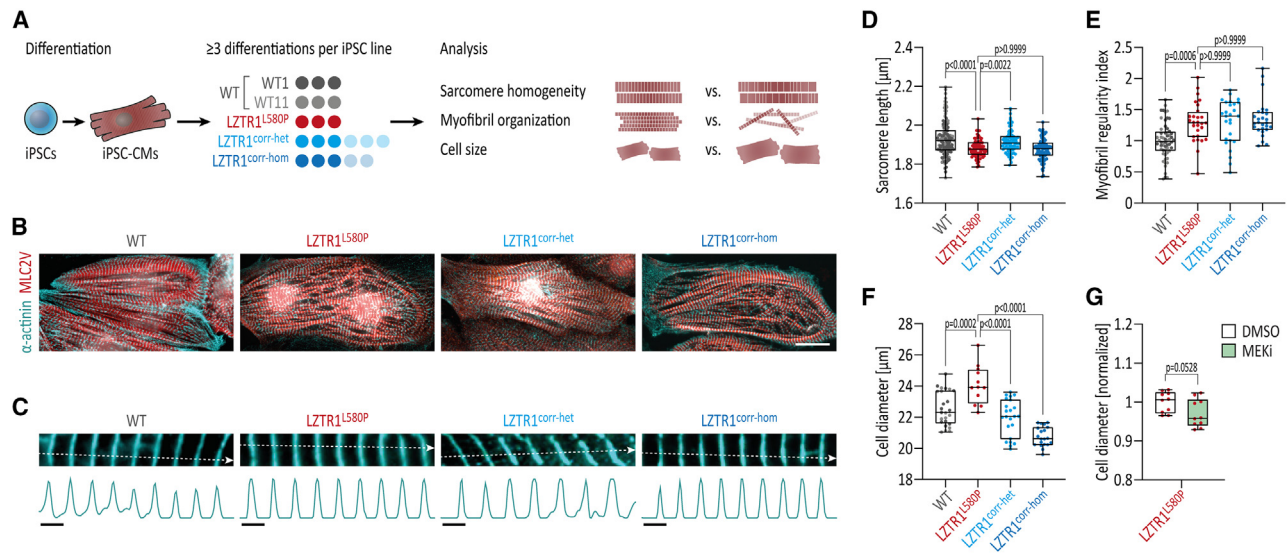 A
Differentiation
≥3 differentiations per iPSC line
Analysis
iPSCs
iPSC-CMs
WT
WT1
WT11
LZTR1L580P
LZTR1corr-het
LZTR1corr-hom
Sarcomere homogeneity
vs.
Myofibril organization
vs.
Cell size
vs.
B
WT
LZTR1L580P
LZTR1corr-het
LZTR1corr-hom
α-actinin MLC2V
C
WT
LZTR1L580P
LZTR1corr-het
LZTR1corr-hom
D
Sarcomere length [µm]
2.4
2.2
2
1.8
1.6
p>0.9999
p<0.0001
p=0.0022
WT
LZTR1L580P
LZTR1corr-het
LZTR1corr-hom
E
Myofibril regularity index
2.5
2
1.5
1
0.5
0
p>0.9999
p=0.0006
p>0.9999
WT
LZTR1L580P
LZTR1corr-het
LZTR1corr-hom
F
Cell diameter [µm]
28
26
24
22
20
18
p<0.0001
p=0.0002
p<0.0001
WT
LZTR1L580P
LZTR1corr-het
LZTR1corr-hom
G
Cell diameter [normalized]
1.2
1.1
1
0.9
0.8
p=0.0528
LZTR1L580P
DMSO
MEKi